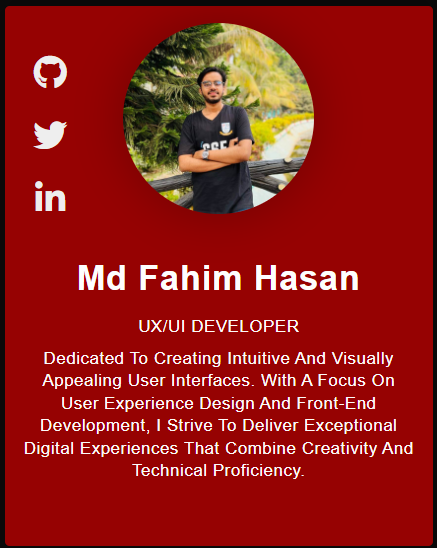 Md Fahim Hasan
UX/UI DEVELOPER
Dedicated To Creating Intuitive And Visually
Appealing User Interfaces. With A Focus On
User Experience Design And Front-End
Development, I Strive To Deliver Exceptional
Digital Experiences That Combine Creativity And
Technical Proficiency.